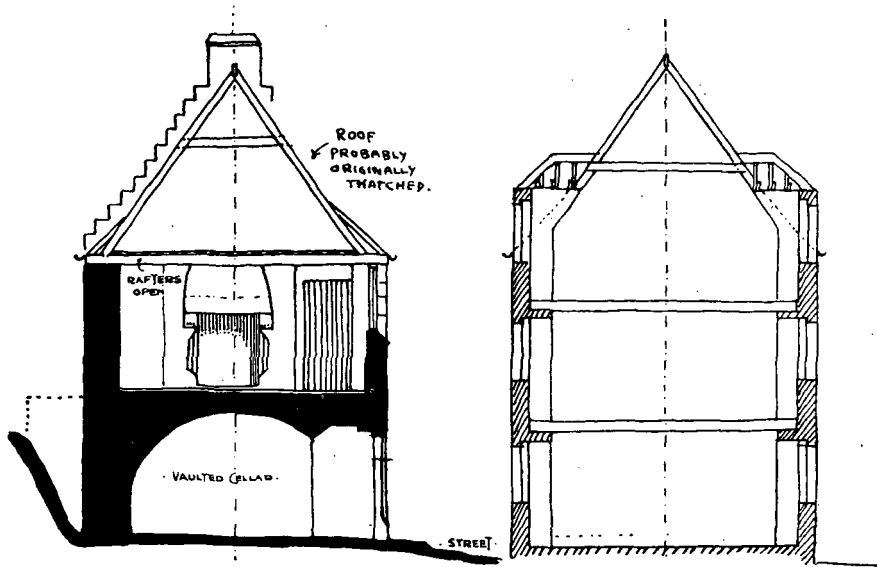 ROOF
PROBABLY
ORIGINALLY
THATCHED.
RAFTERS
OPEN
· VAULTED CELLAR ·
STREET ·